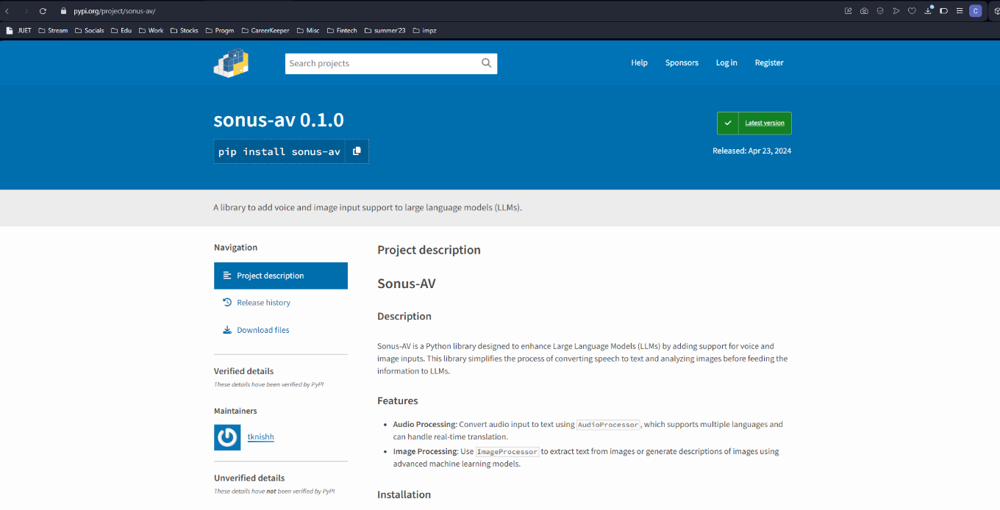 pypi.org/project/sonus-av/
C
JUET Stream Socials Edu Work Stocks Progm CareerKeeper Misc Fintech summer'23 impz
Search projects
Help Sponsors Log in Register
sonus-av 0.1.0
Latest version
pip install sonus-av
Released: Apr 23, 2024
A library to add voice and image input support to large language models (LLMs).
Navigation
Project description
Release history
Download files
Verified details
These details have been verified by PyPI
Maintainers
tknishh
Unverified details
These details have not been verified by PyPI
Project description
Sonus-AV
Description
Sonus-AV is a Python library designed to enhance Large Language Models (LLMs) by adding support for voice and
image inputs. This library simplifies the process of converting speech to text and analyzing images before feeding the
information to LLMs.
Features
• Audio Processing: Convert audio input to text using AudioProcessor, which supports multiple languages and
can handle real-time translation.
• Image Processing: Use ImageProcessor to extract text from images or generate descriptions of images using
advanced machine learning models.
Installation